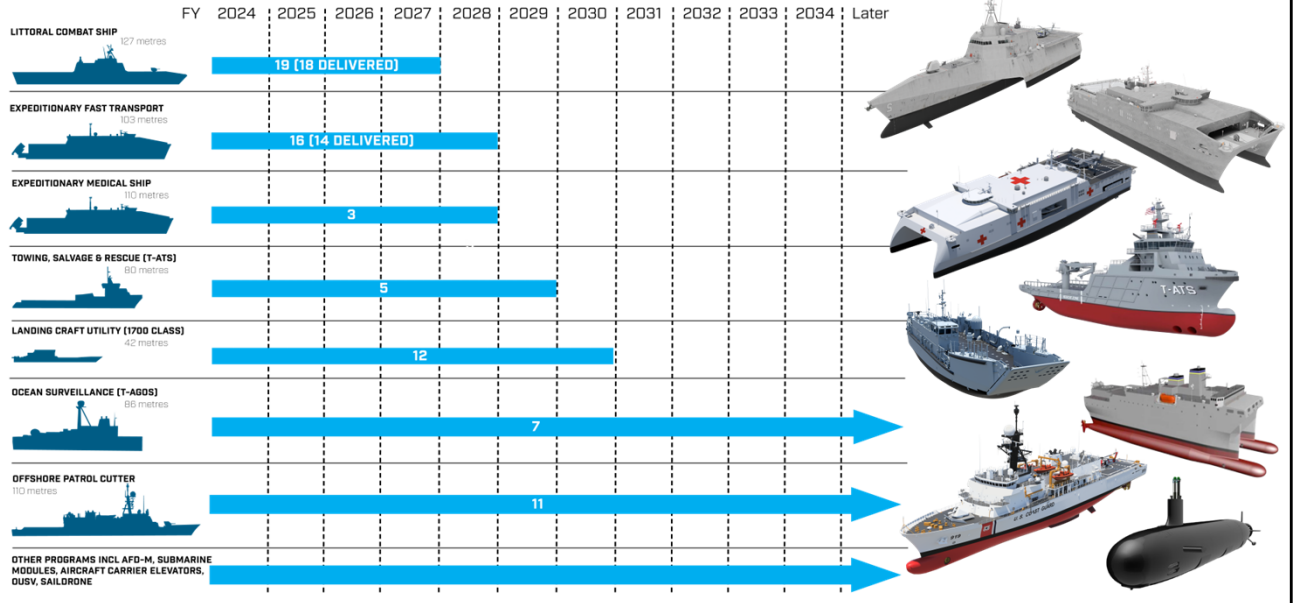 FY 2024 2025 2026 2027 2028 2029 2030 2031 2032 2033 2034 Later
LITTORAL COMBAT SHIP
127 metres
19 (18 DELIVERED)
EXPEDITIONARY FAST TRANSPORT
103 metres
16 (14 DELIVERED)
EXPEDITIONARY MEDICAL SHIP
110 metres
3
TOWING, SALVAGE & RESCUE (T-ATS)
80 metres
5
LANDING CRAFT UTILITY (1700 CLASS)
42 metres
12
OCEAN SURVEILLANCE (T-AGOS)
86 metres
7
OFFSHORE PATROL CUTTER
110 metres
11
OTHER PROGRAMS INCL AFD-M, SUBMARINE
MODULES, AIRCRAFT CARRIER ELEVATORS,
OUSV, SAILDRONE
T-ATS
U.S. COAST GUARD